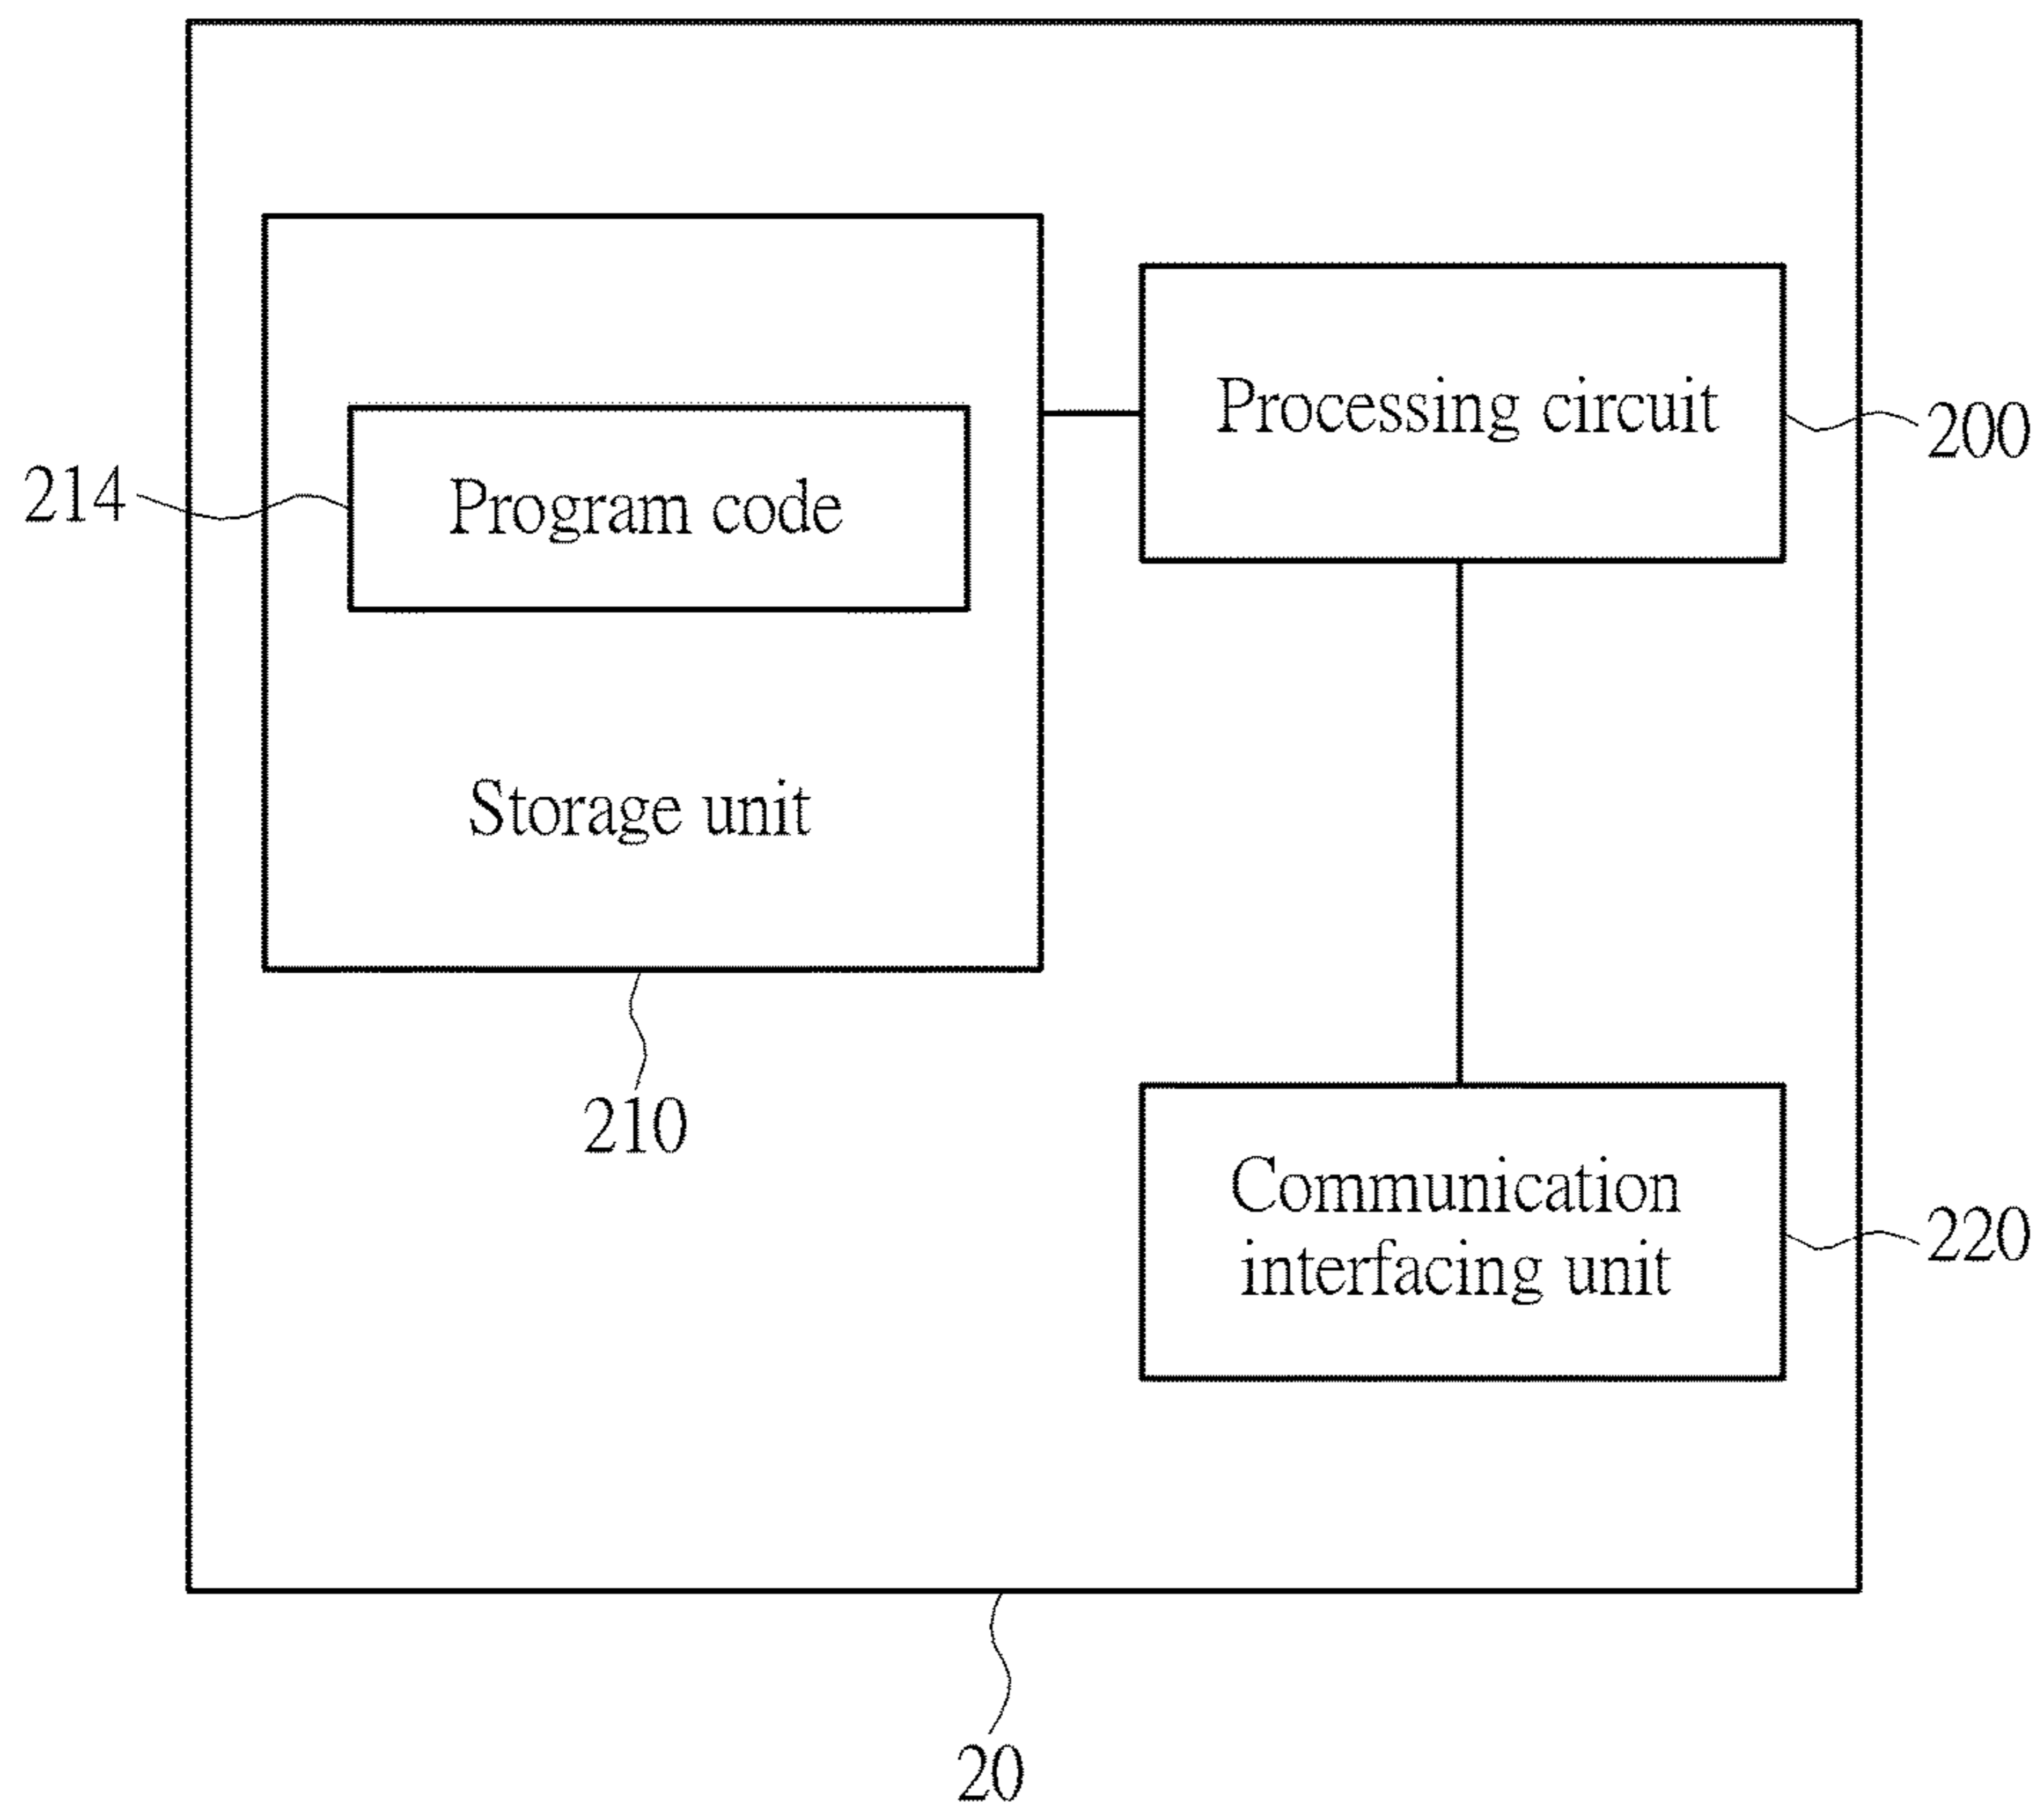 Processing circuit
200
214
Program code
Storage unit
210
Communication
interfacing unit
220
20